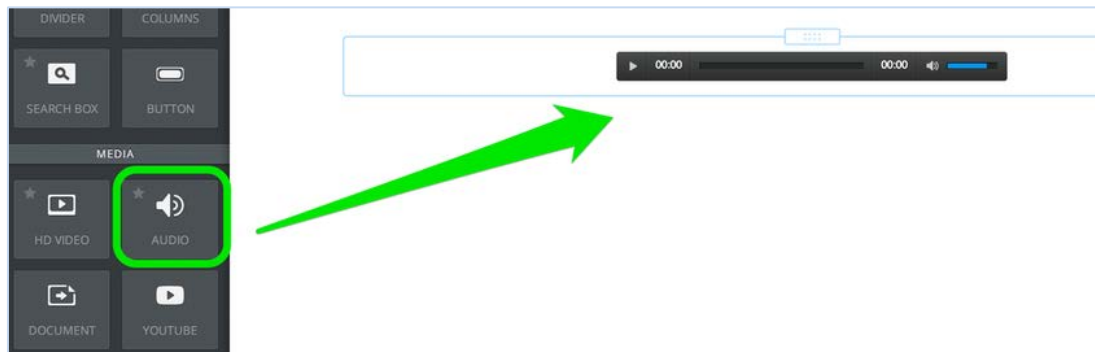 DIVIDER
COLUMNS
00:00
00:00
SEARCH BOX
BUTTON
MEDIA
HD VIDEO
AUDIO
DOCUMENT
YOUTUBE